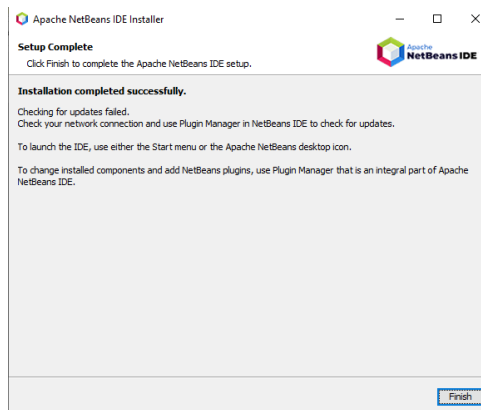 Apache NetBeans IDE Installer
Setup Complete
Click Finish to complete the Apache NetBeans IDE setup.
Apache
NetBeans IDE
Installation completed successfully.
Checking for updates failed.
Check your network connection and use Plugin Manager in NetBeans IDE to check for updates.
To launch the IDE, use either the Start menu or the Apache NetBeans desktop icon.
To change installed components and add NetBeans plugins, use Plugin Manager that is an integral part of Apache
NetBeans IDE.
Finish